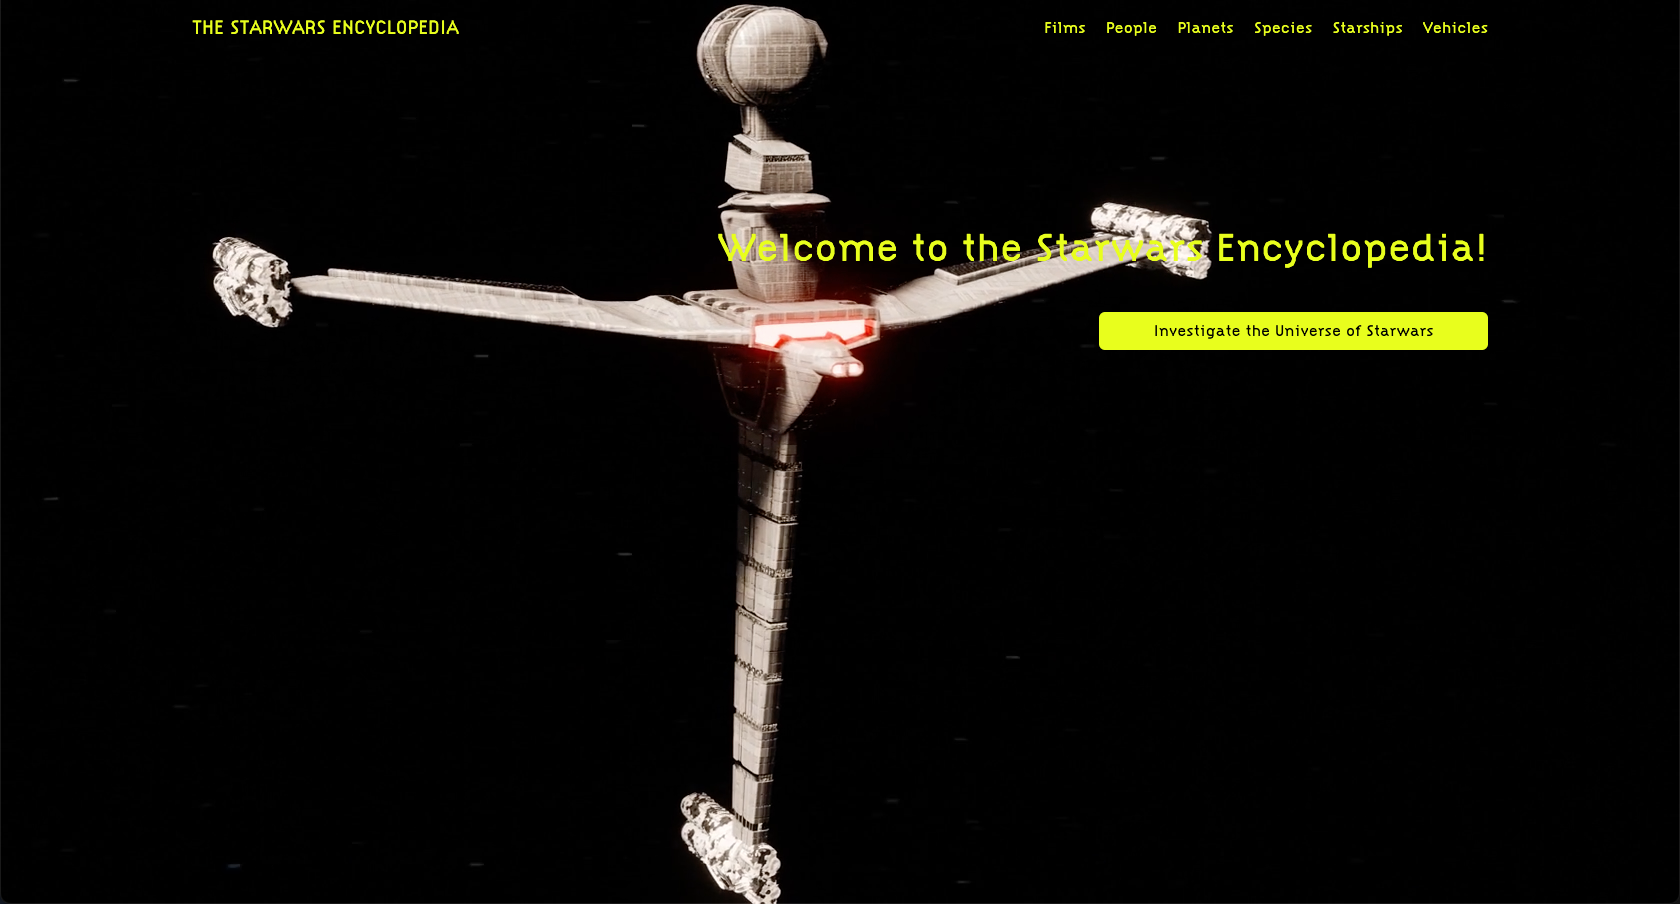 THE STARWARS ENCYCLOPEDIA
Films People Planets Species Starships Vehicles
Welcome to the Starwars Encyclopedia!
Investigate the Universe of Starwars